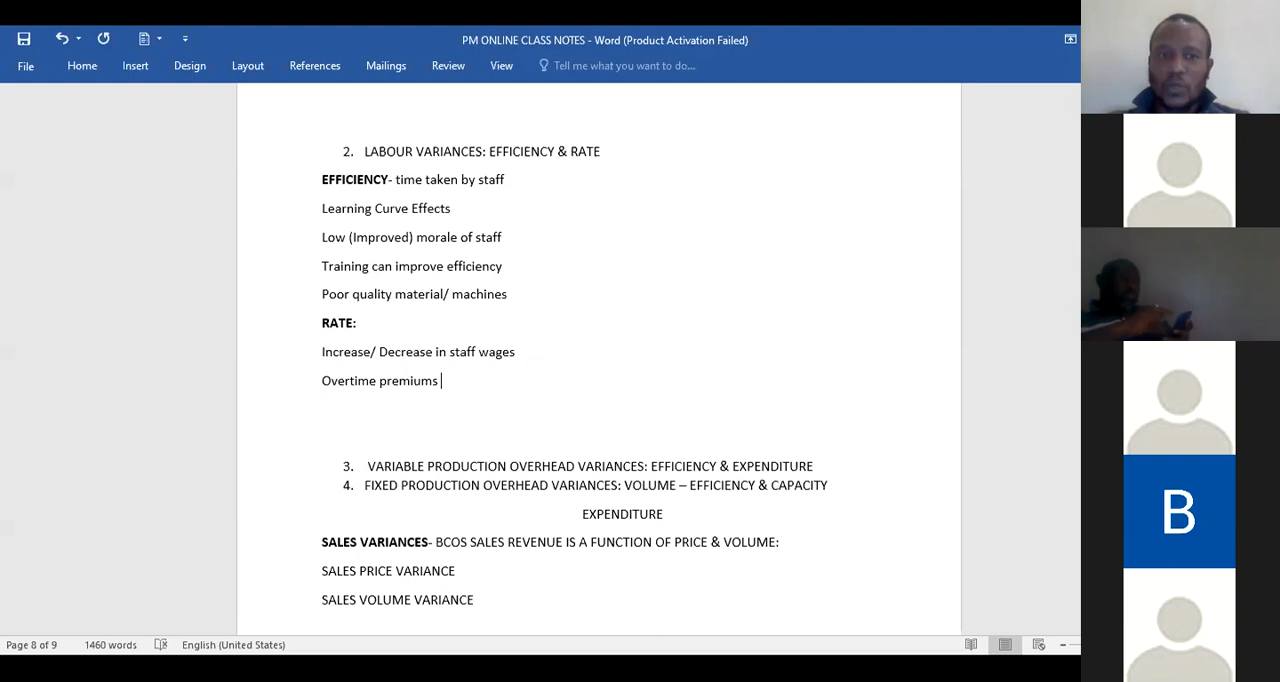 PM ONLINE CLASS NOTES - Word (Product Activation Failed)
File Home Insert Design Layout References Mailings Review View Tell me what you want to do...
2. LABOUR VARIANCES: EFFICIENCY & RATE
EFFICIENCY- time taken by staff
Learning Curve Effects
Low (Improved) morale of staff
Training can improve efficiency
Poor quality material/ machines
RATE:
Increase/ Decrease in staff wages
Overtime premiums
3. VARIABLE PRODUCTION OVERHEAD VARIANCES: EFFICIENCY & EXPENDITURE
4. FIXED PRODUCTION OVERHEAD VARIANCES: VOLUME – EFFICIENCY & CAPACITY
EXPENDITURE
SALES VARIANCES- BCOS SALES REVENUE IS A FUNCTION OF PRICE & VOLUME:
SALES PRICE VARIANCE
SALES VOLUME VARIANCE
Page 8 of 9 1460 words English (United States)
B